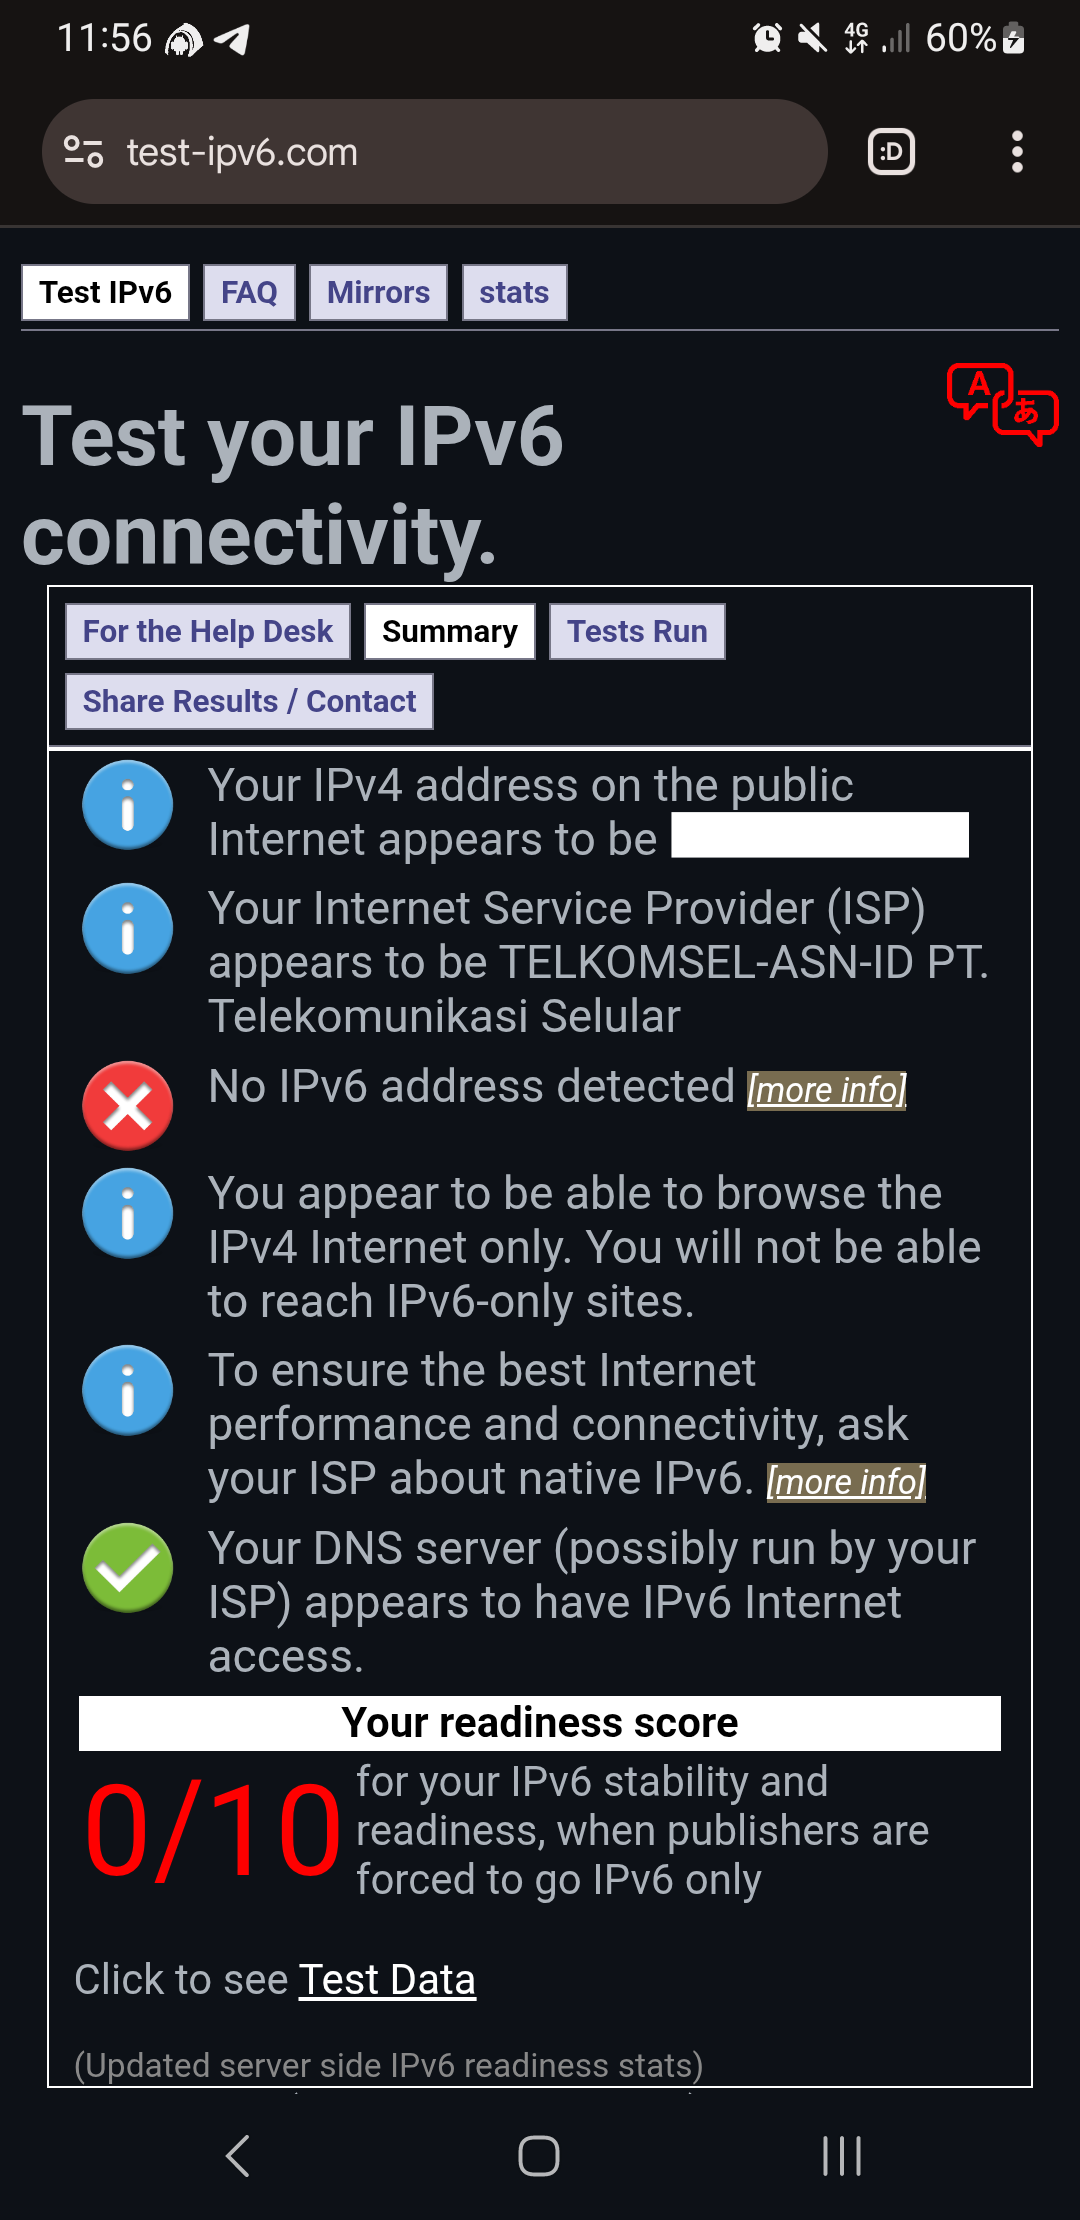 11:56
4G
60%
test-ipv6.com
:D
Test IPv6
FAQ
Mirrors
stats
A
あ
Test your IPv6
connectivity.
For the Help Desk
Summary
Tests Run
Share Results / Contact
Your IPv4 address on the public
Internet appears to be
Your Internet Service Provider (ISP)
appears to be TELKOMSEL-ASN-ID PT.
Telekomunikasi Selular
No IPv6 address detected [more info]
You appear to be able to browse the
IPv4 Internet only. You will not be able
to reach IPv6-only sites.
To ensure the best Internet
performance and connectivity, ask
your ISP about native IPv6. [more info]
Your DNS server (possibly run by your
ISP) appears to have IPv6 Internet
access.
Your readiness score
0/10
for your IPv6 stability and
readiness, when publishers are
forced to go IPv6 only
Click to see Test Data
(Updated server side IPv6 readiness stats)